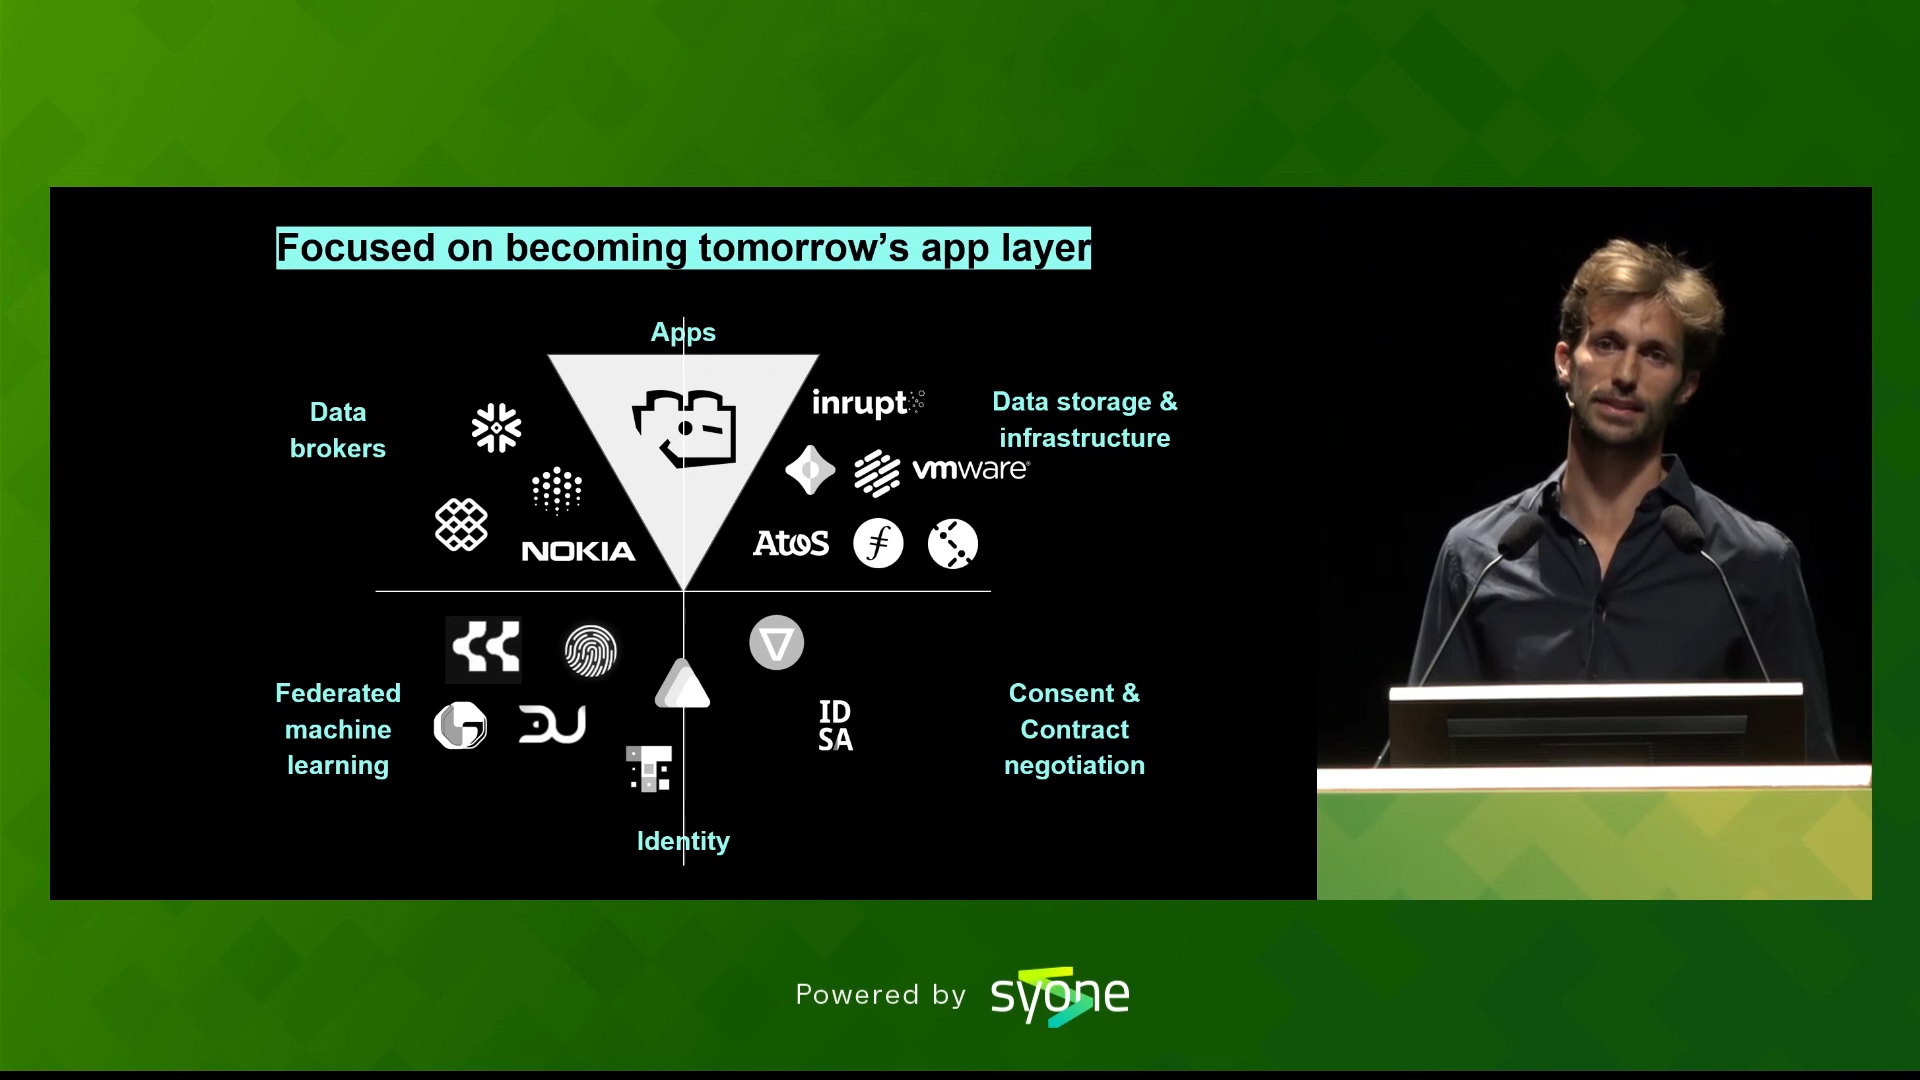 Focused on becoming tomorrow's app layer
Apps
Data
brokers
inrupt
Data storage &
infrastructure
vmware®
NOKIA
Atos
Federated
machine
learning
ID
SA
Consent &
Contract
negotiation
Identity
Powered by syone